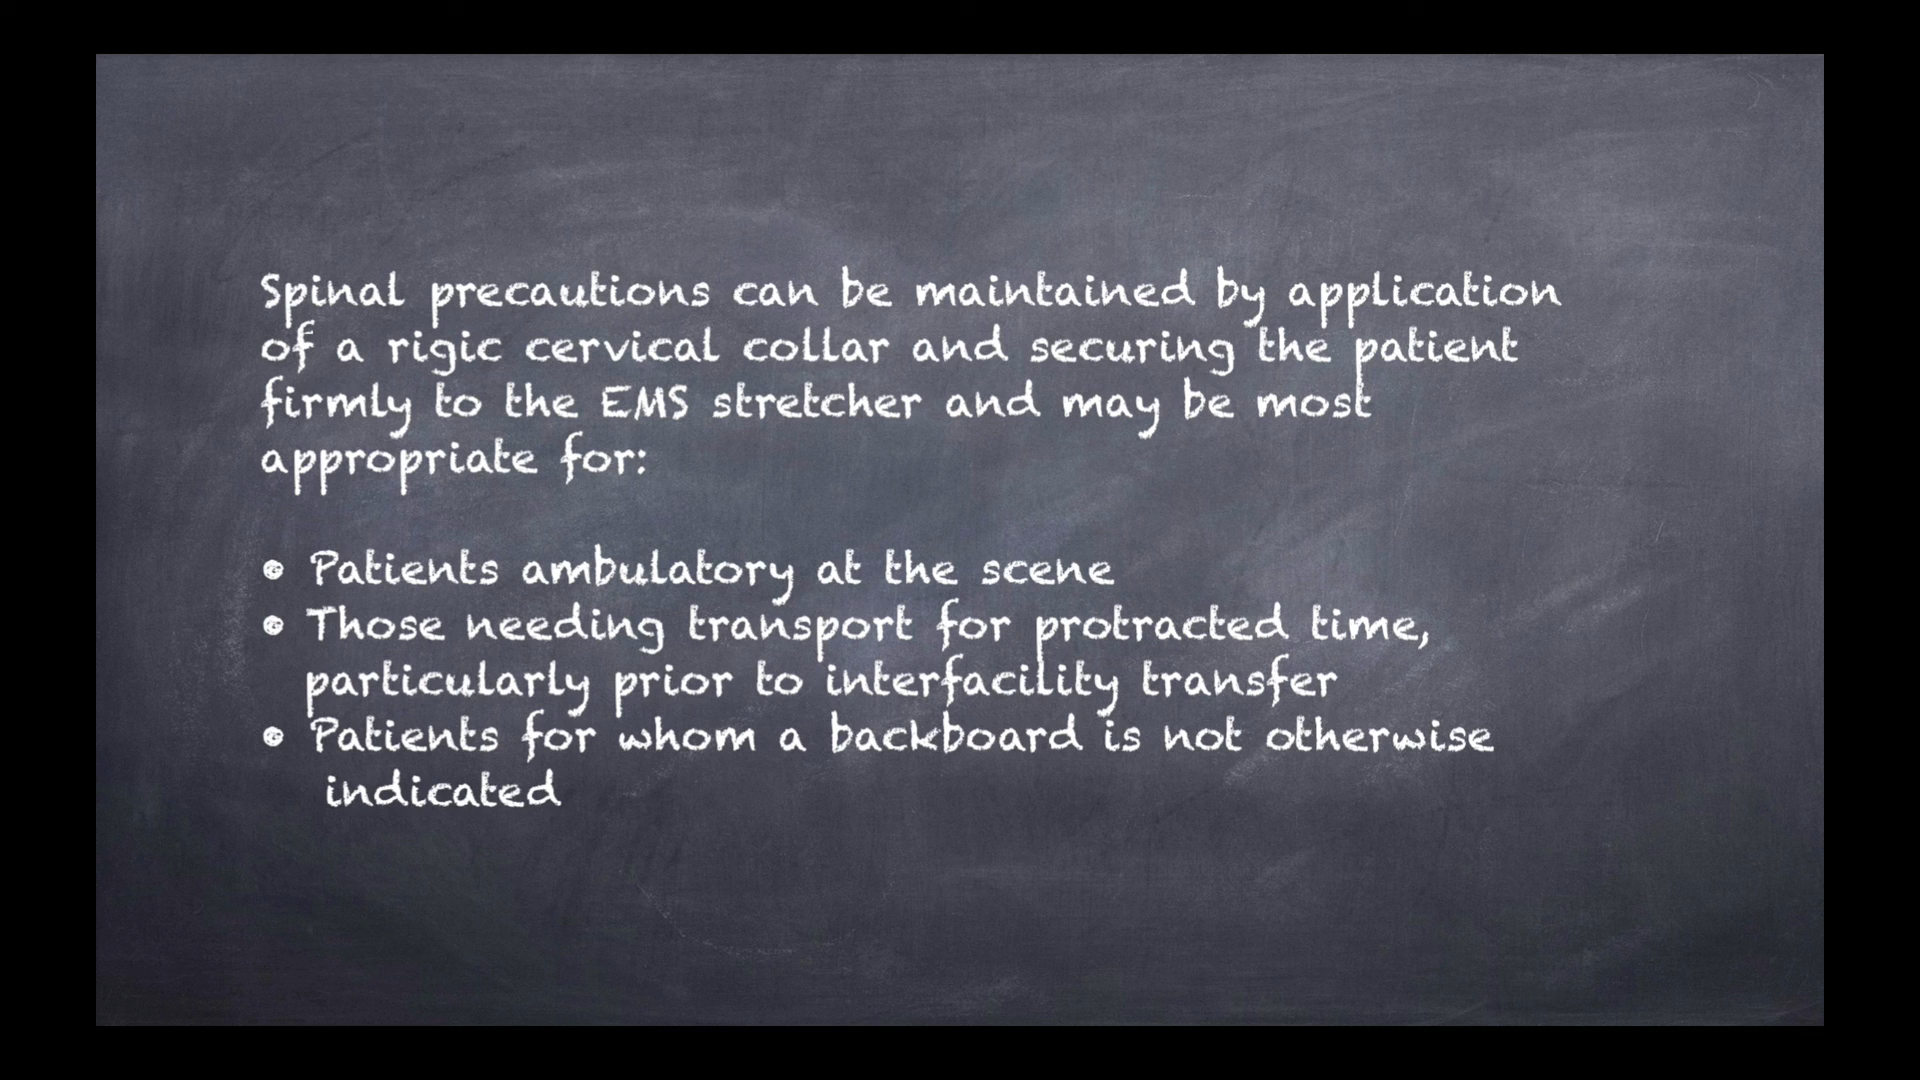 Spinal precautions can be maintained by application
of a rigic cervical collar and securing the patient
firmly to the EMS stretcher and may be most
appropriate for:
• Patients ambulatory at the scene
• Those needing transport for protracted time,
particularly prior to interfacility transfer
• Patients for whom a backboard is not otherwise
indicated